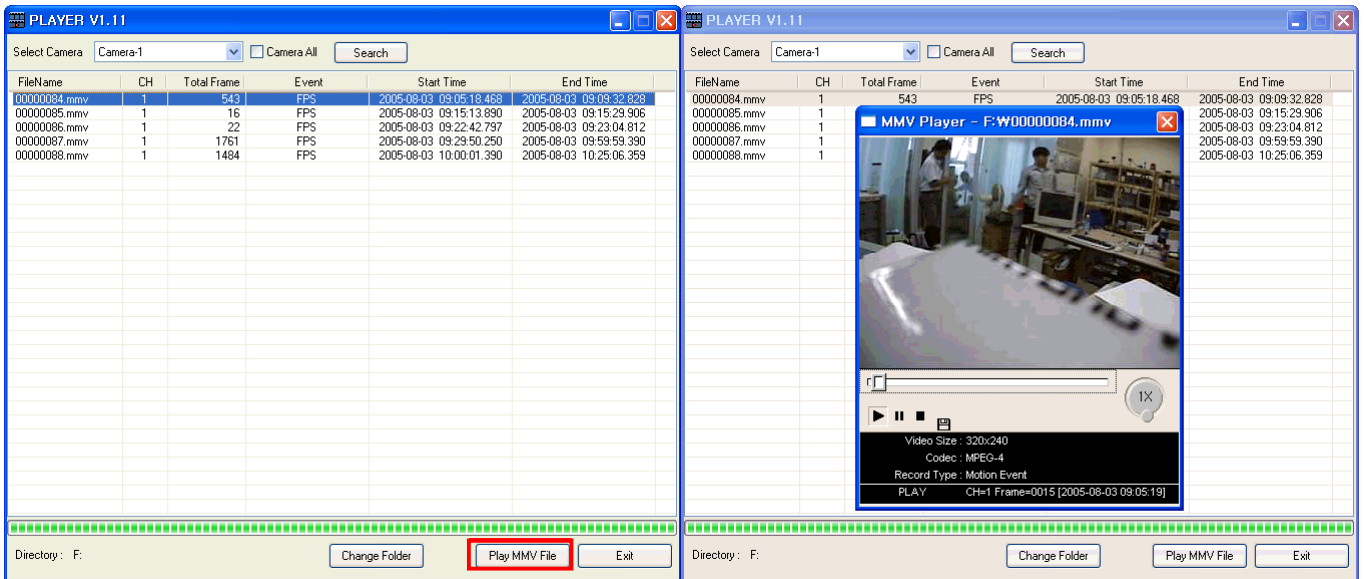 PLAYER V1.11
Select Camera Camera-1 Camera All Search
FileName CH Total Frame Event Start Time End Time
00000084.mmv 1 543 FPS 2005-08-03 09:05:18.468 2005-08-03 09:09:32.828
00000085.mmv 1 16 FPS 2005-08-03 09:15:13.890 2005-08-03 09:15:29.906
00000086.mmv 1 22 FPS 2005-08-03 09:22:42.797 2005-08-03 09:23:04.812
00000087.mmv 1 1761 FPS 2005-08-03 09:29:50.250 2005-08-03 09:59:59.390
00000088.mmv 1 1484 FPS 2005-08-03 10:00:01.390 2005-08-03 10:25:06.359
Directory : F: Change Folder Play MMV File Exit
PLAYER V1.11
Select Camera Camera-1 Camera All Search
FileName CH Total Frame Event Start Time End Time
00000084.mmv 1 543 FPS 2005-08-03 09:05:18.468 2005-08-03 09:09:32.828
00000085.mmv 1 2005-08-03 09:15:29.906
00000086.mmv 1 2005-08-03 09:23:04.812
00000087.mmv 1 2005-08-03 09:59:59.390
00000088.mmv 1 2005-08-03 10:25:06.359
MMV Player - F:₩00000084.mmv
1X
Video Size : 320x240
Codec : MPEG-4
Record Type : Motion Event
PLAY CH=1 Frame=0015 [2005-08-03 09:05:19]
Directory : F: Change Folder Play MMV File Exit